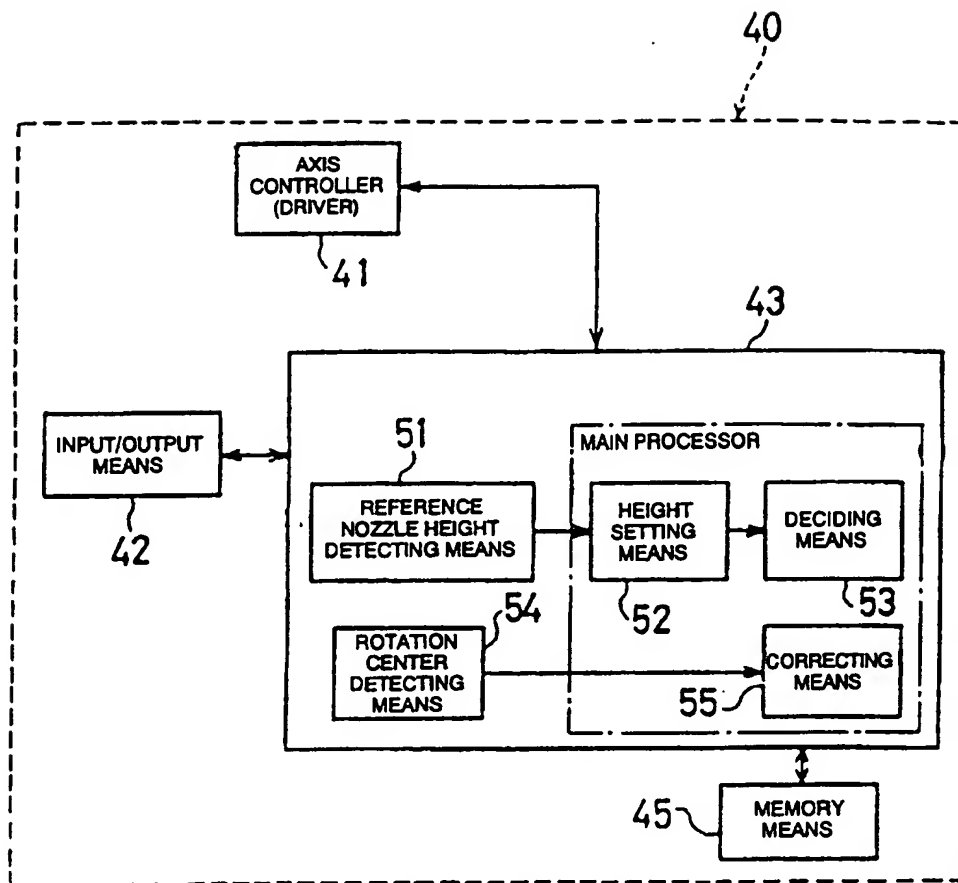 40
AXIS
CONTROLLER
(DRIVER)
41
43
INPUT/OUTPUT
MEANS
42
51
REFERENCE
NOZZLE HEIGHT
DETECTING MEANS
MAIN PROCESSOR
HEIGHT
SETTING
MEANS
52
DECIDING
MEANS
53
54
ROTATION
CENTER
DETECTING
MEANS
CORRECTING
MEANS
55
45
MEMORY
MEANS